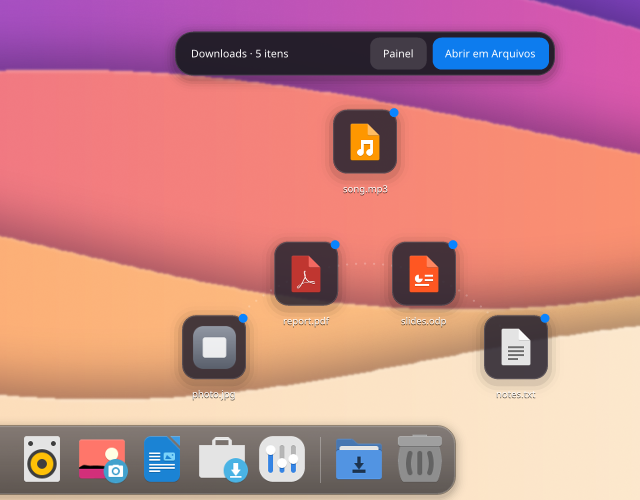 Downloads · 5 itens
Painel
Abrir em Arquivos
song.mp3
report.pdf
slides.odp
photo.jpg
notes.txt